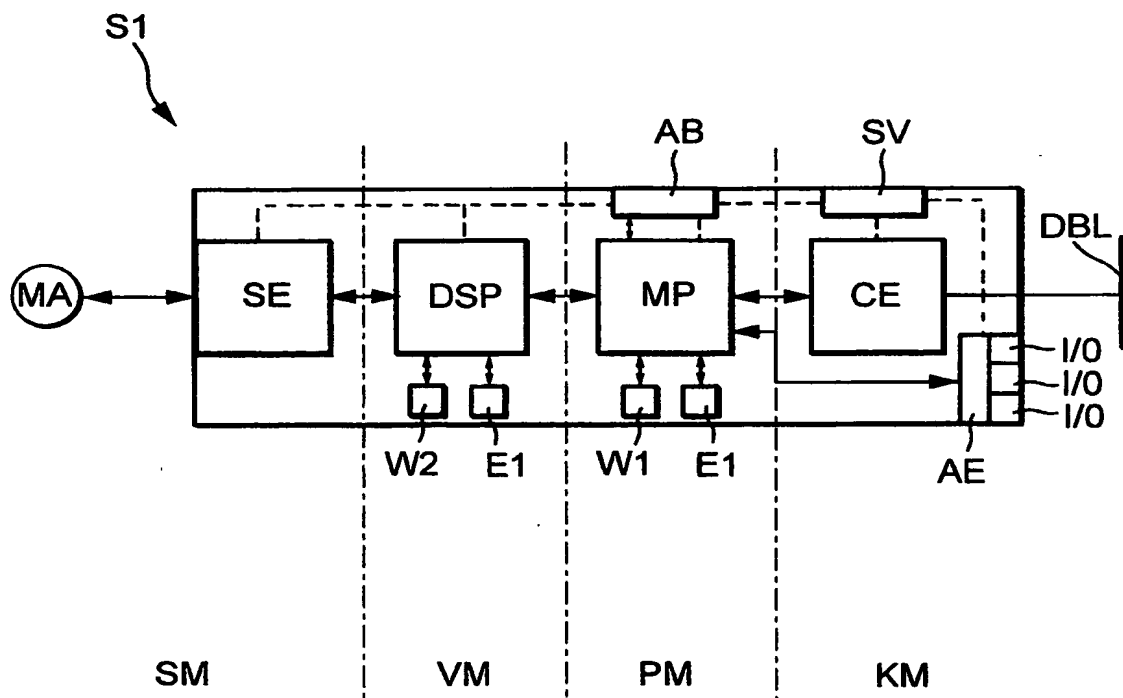 S1
AB
SV
DBL
MA
SE
DSP
MP
CE
I/0
I/0
I/0
W2
E1
W1
E1
AE
SM
VM
PM
KM